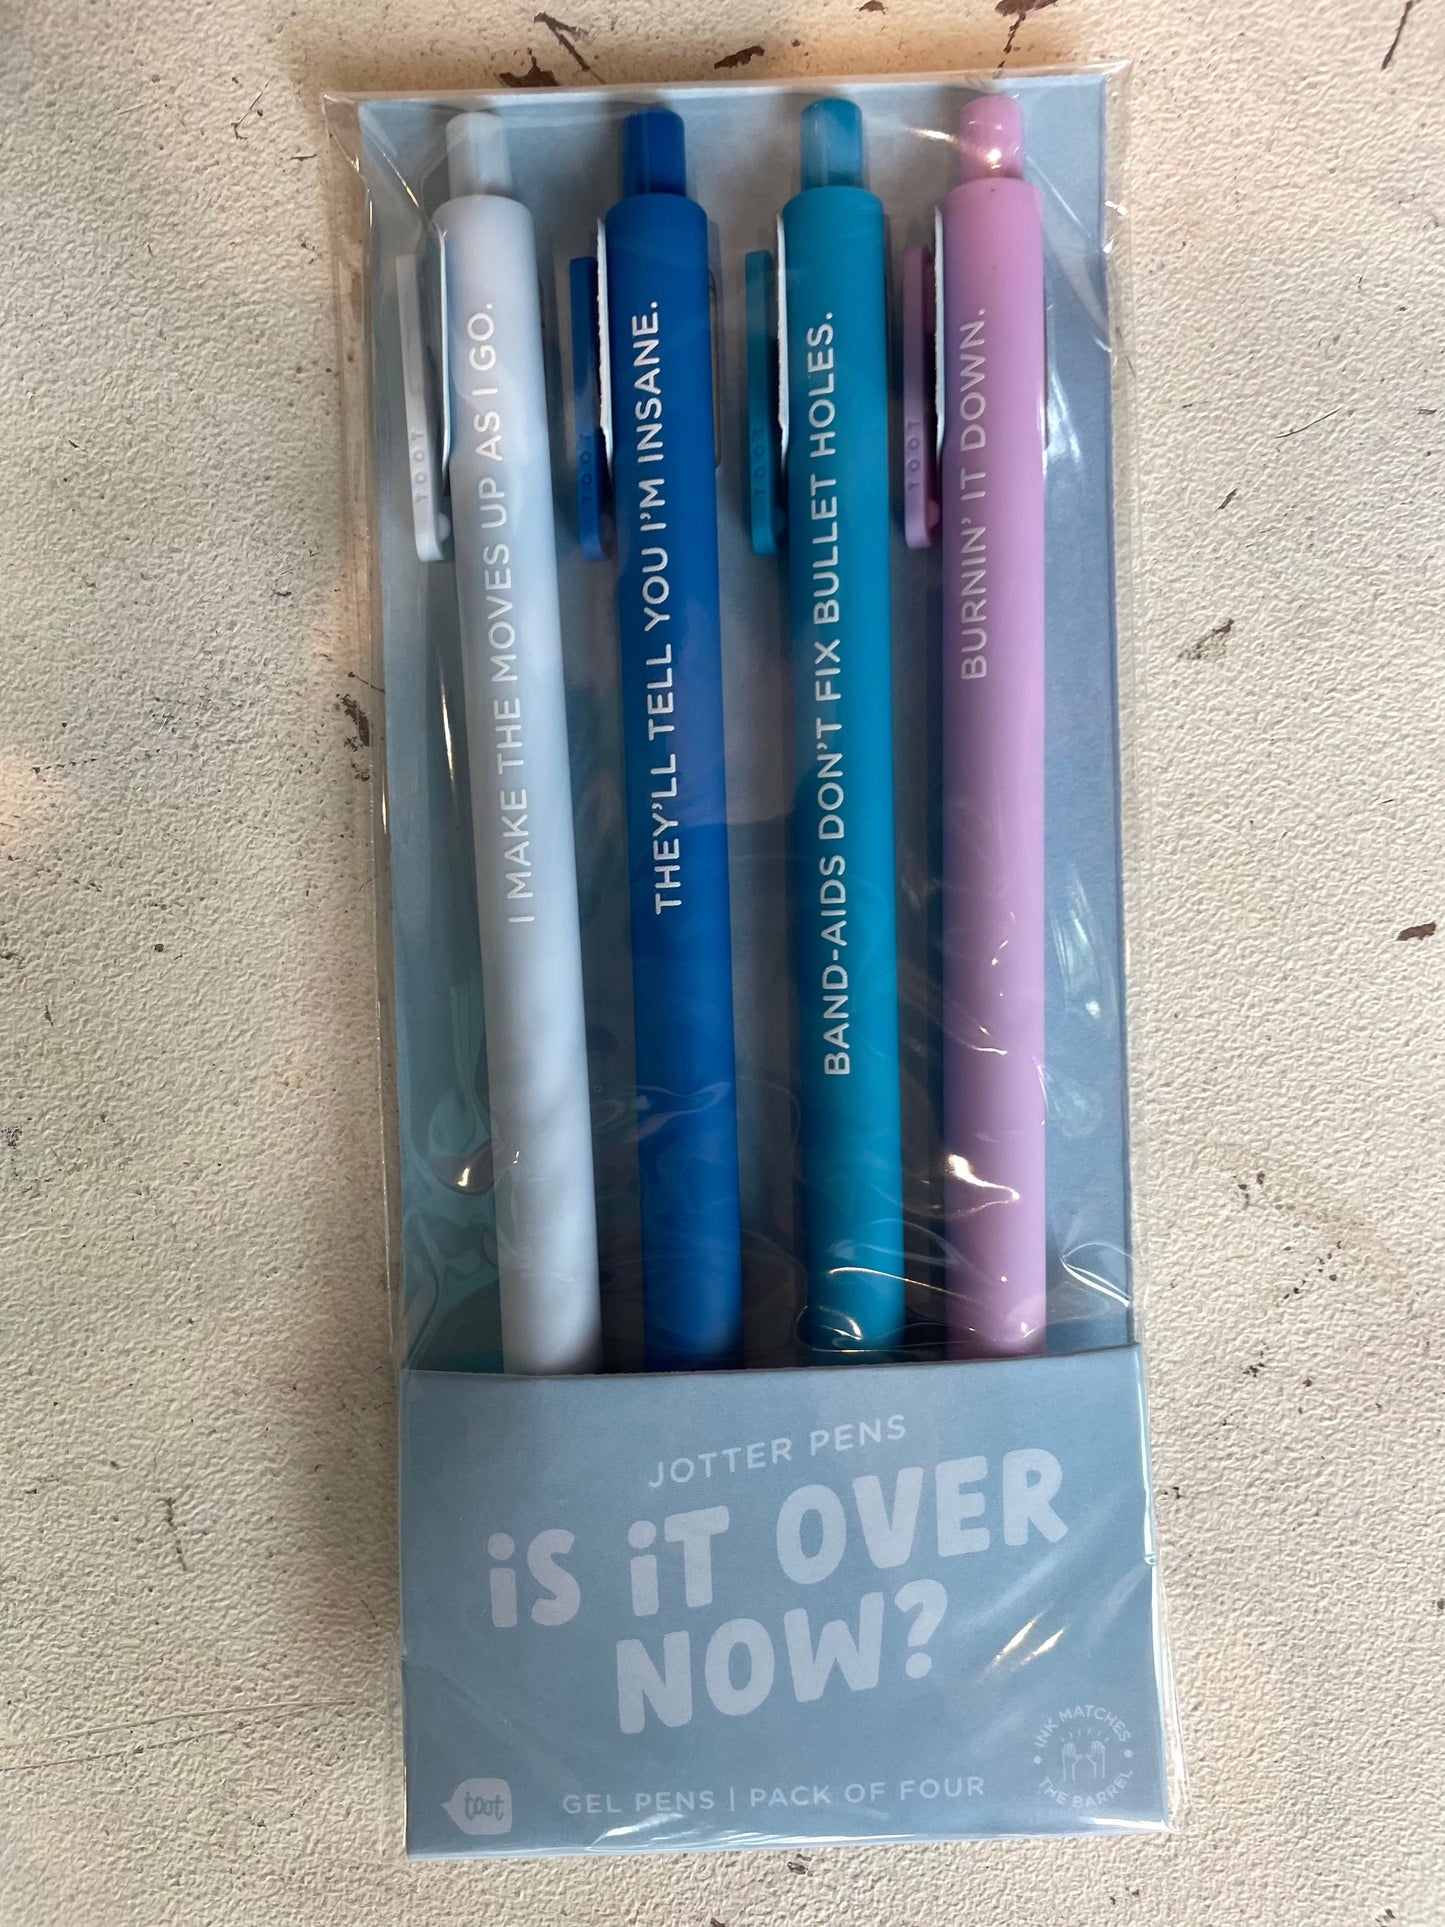 I MAKE THE MOVES UP AS I GO.
THEY'LL TELL YOU I'M INSANE.
BAND-AIDS DON'T FIX BULLET HOLES.
BURNIN' IT DOWN.
TOOT
TOOT
TOOT
TOOT
JOTTER PENS
iS iT OVER
NOW?
INK MATCHES
THE BARREL
toot
GEL PENS | PACK OF FOUR